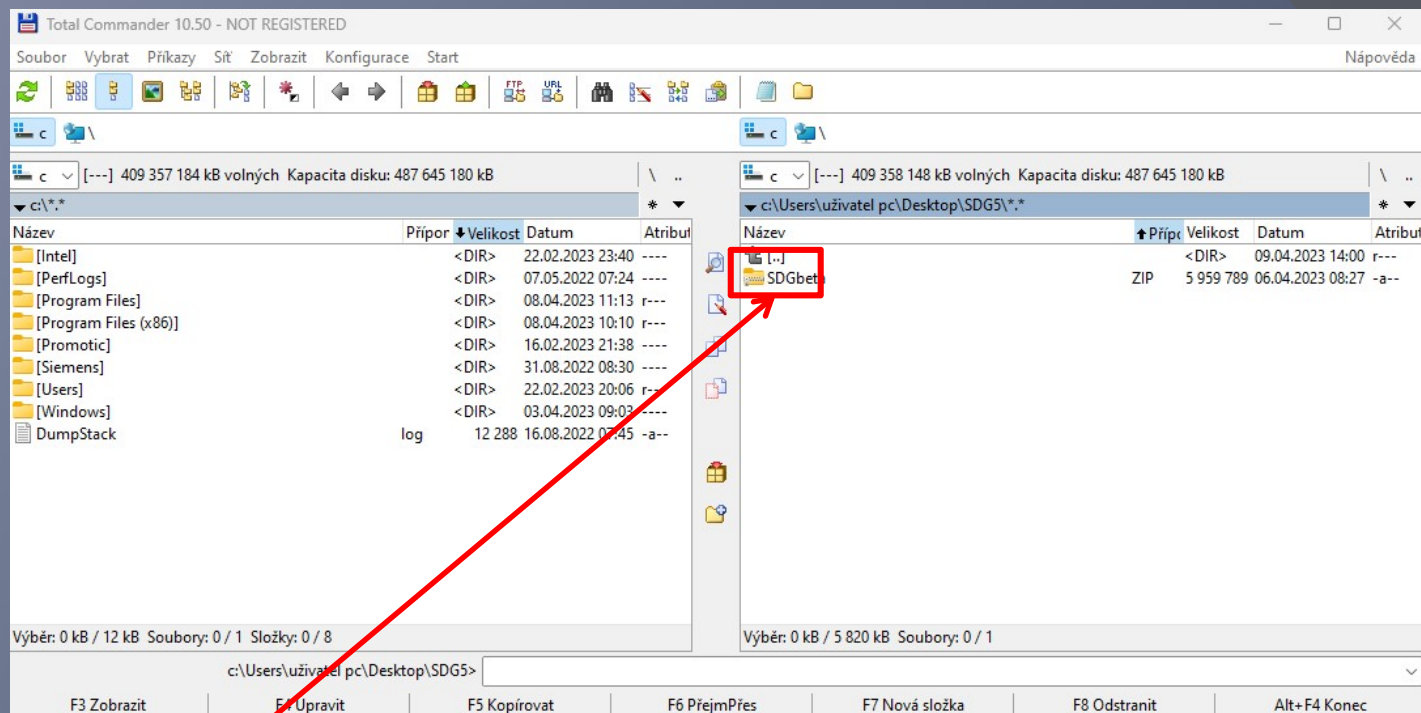 Total Commander 10.50 - NOT REGISTERED
Soubor Vybrat Příkazy Síť Zobrazit Konfigurace Start Nápověda
FTP URL
c \ c \
c [---] 409 357 184 kB volných Kapacita disku: 487 645 180 kB \ .. c [---] 409 358 148 kB volných Kapacita disku: 487 645 180 kB \ ..
c:\*.* * c:\Users\uživatel pc\Desktop\SDG5\*.* *
Název Přípor Velikost Datum Atribut Název Přípo Velikost Datum Atribut
[Intel] <DIR> 22.02.2023 23:40 ---- [..] <DIR> 09.04.2023 14:00 r---
[PerfLogs] <DIR> 07.05.2022 07:24 ---- SDGbeta ZIP 5 959 789 06.04.2023 08:27 -a--
[Program Files] <DIR> 08.04.2023 11:13 r---
[Program Files (x86)] <DIR> 08.04.2023 10:10 r---
[Promotic] <DIR> 16.02.2023 21:38 ----
[Siemens] <DIR> 31.08.2022 08:30 ----
[Users] <DIR> 22.02.2023 20:06 r---
[Windows] <DIR> 03.04.2023 09:03 ----
DumpStack log 12 288 16.08.2022 07:45 -a--
Výběr: 0 kB / 12 kB Soubory: 0 / 1 Složky: 0 / 8 Výběr: 0 kB / 5 820 kB Soubory: 0 / 1
c:\Users\uživatel pc\Desktop\SDG5>
F3 Zobrazit F4 Upravit F5 Kopírovat F6 PřejmPřes F7 Nová složka F8 Odstranit Alt+F4 Konec